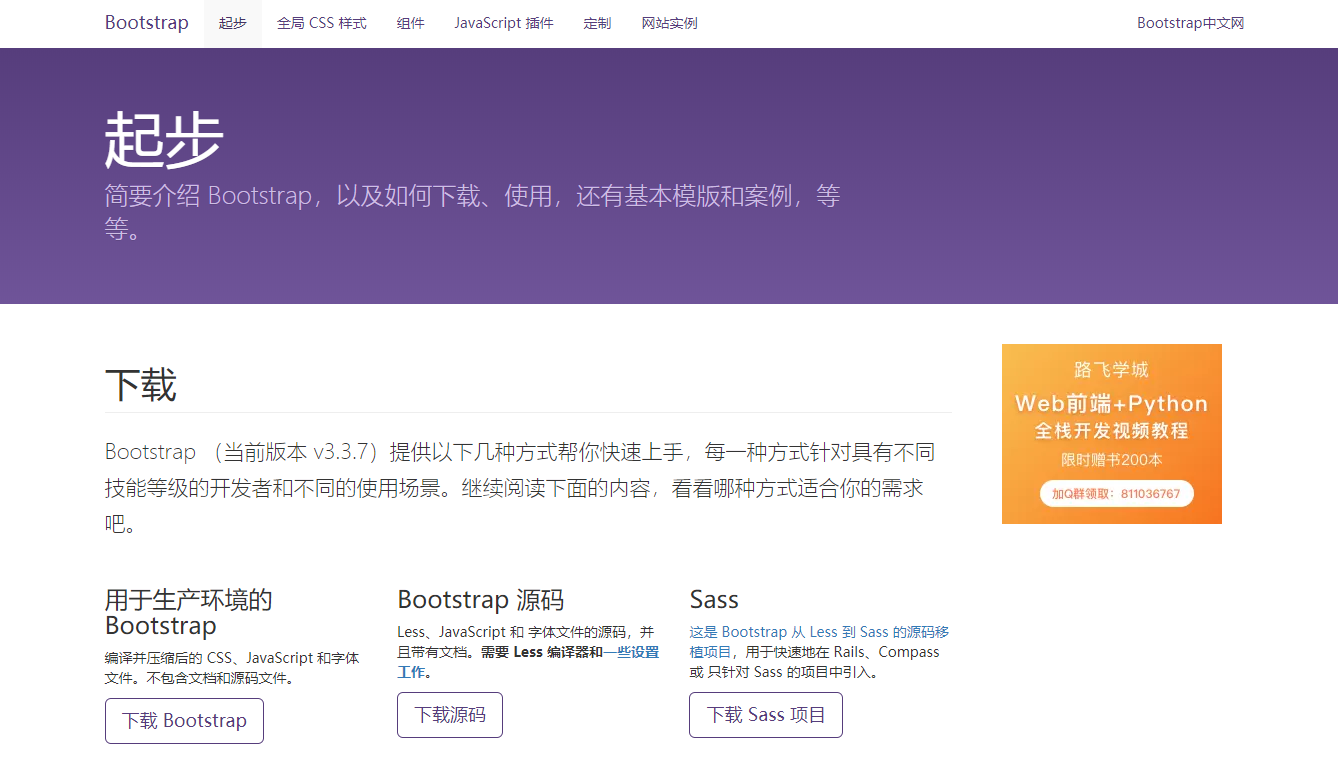 Bootstrap 起步 全局 CSS 样式 组件 JavaScript 插件 定制 网站实例 Bootstrap中文网
起步
简要介绍 Bootstrap，以及如何下载、使用，还有基本模版和案例，等
等。
下载
Bootstrap （当前版本 v3.3.7）提供以下几种方式帮你快速上手，每一种方式针对具有不同
技能等级的开发者和不同的使用场景。继续阅读下面的内容，看看哪种方式适合你的需求
吧。
路飞学城
Web前端+Python
全栈开发视频教程
限时赠书200本
加Q群领取：811036767
用于生产环境的
Bootstrap
编译并压缩后的 CSS、JavaScript 和字体
文件。不包含文档和源码文件。
下载 Bootstrap
Bootstrap 源码
Less、JavaScript 和 字体文件的源码，并
且带有文档。需要 Less 编译器和一些设置
工作。
下载源码
Sass
这是 Bootstrap 从 Less 到 Sass 的源码移
植项目，用于快速地在 Rails、Compass
或 只针对 Sass 的项目中引入。
下载 Sass 项目